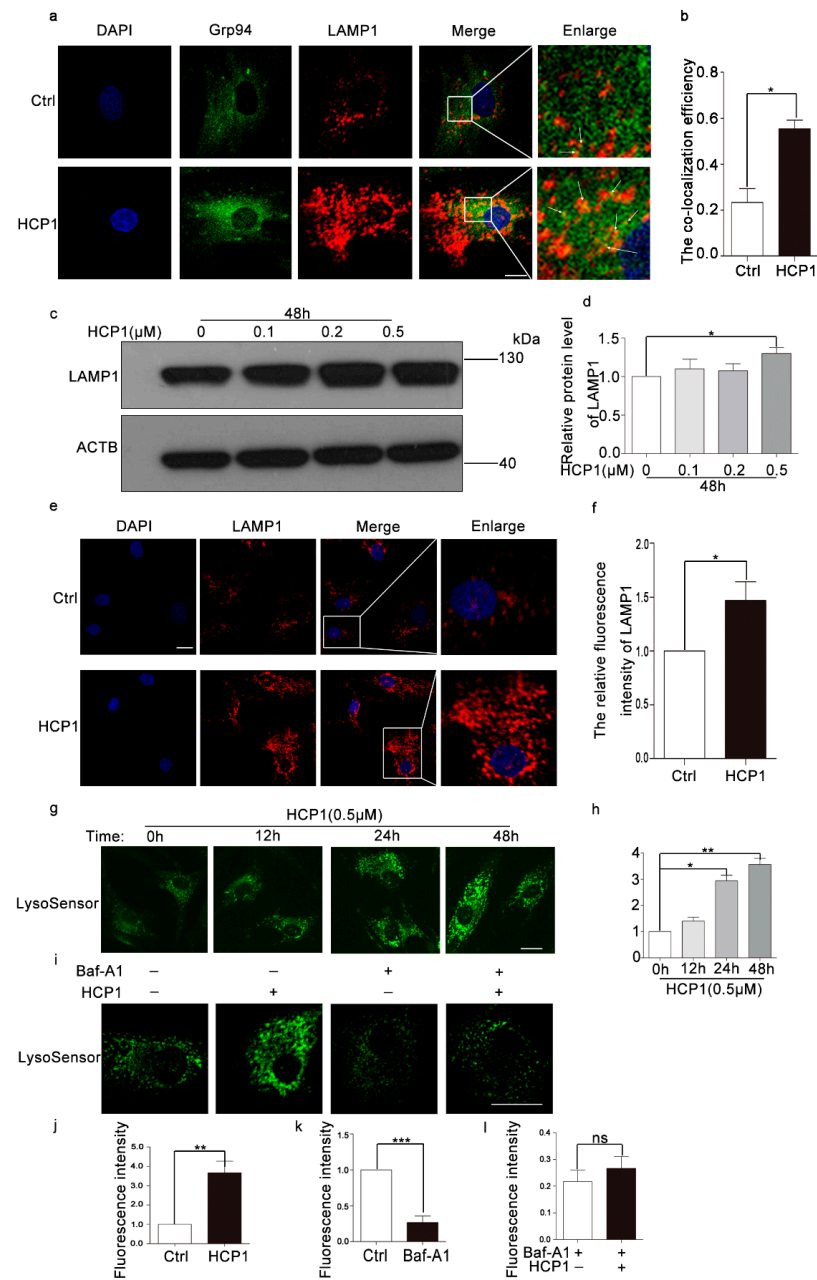 a
DAPI Grp94 LAMP1 Merge Enlarge
Ctrl
HCP1
b
The co-localization efficiency
0.8
0.6
0.4
0.2
0.0
*
Ctrl HCP1
c
48h
HCP1(μM) 0 0.1 0.2 0.5
kDa
LAMP1
130
ACTB
40
d
Relative protein level
of LAMP1
1.5
1.0
0.5
0.0
*
HCP1(μM) 0 0.1 0.2 0.5
48h
e
DAPI LAMP1 Merge Enlarge
Ctrl
HCP1
f
The relative fluorescence
intensity of LAMP1
2.0
1.5
1.0
0.5
0.0
*
Ctrl HCP1
g
HCP1(0.5μM)
Time: 0h 12h 24h 48h
LysoSensor
h
4
3
2
1
0
**
*
0h 12h 24h 48h
HCP1(0.5μM)
i
Baf-A1 – – + +
HCP1 – + – +
LysoSensor
j
Fluorescence intensity
5.0
4.0
3.0
2.0
1.0
0.0
**
Ctrl HCP1
k
Fluorescence intensity
1.5
1.0
0.5
0.0
***
Ctrl Baf-A1
l
Fluorescence intensity
0.4
0.3
0.2
0.1
0.0
ns
Baf-A1 + +
HCP1 – +